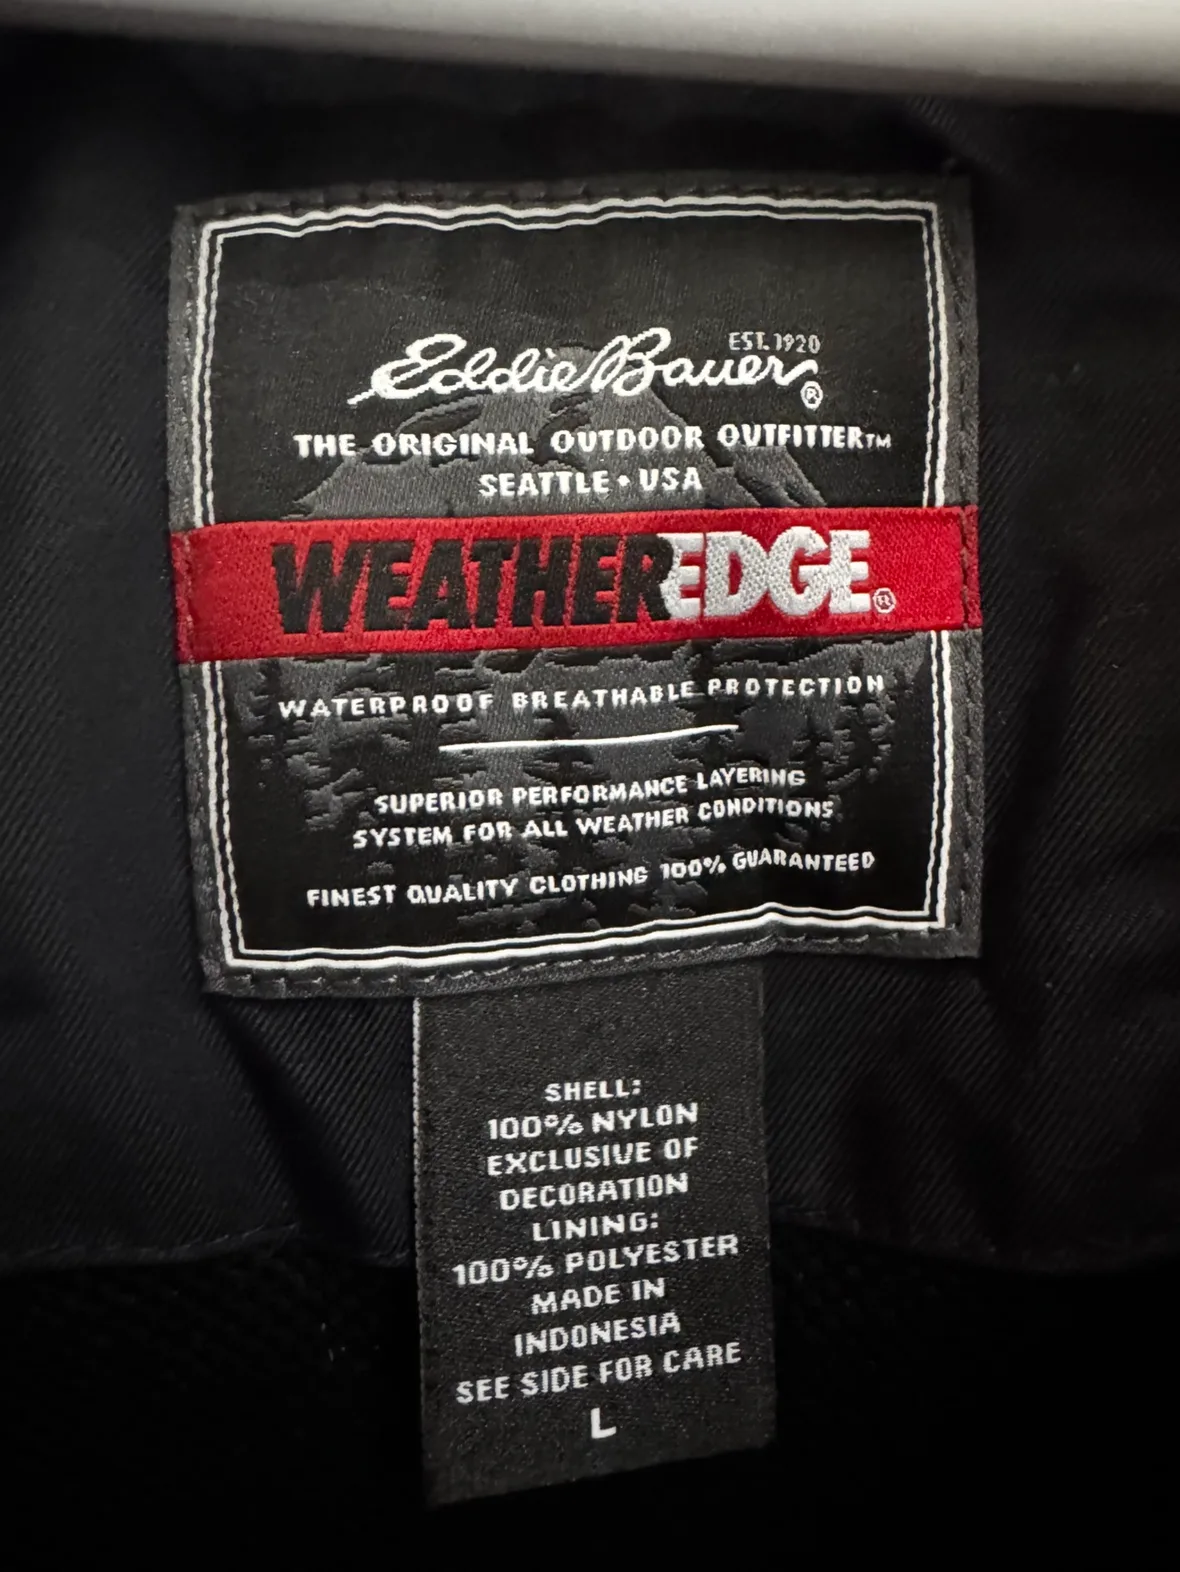 Eddie Bauer® EST. 1920
THE ORIGINAL OUTDOOR OUTFITTER™
SEATTLE • USA
WEATHEREDGE®
WATERPROOF BREATHABLE PROTECTION
SUPERIOR PERFORMANCE LAYERING
SYSTEM FOR ALL WEATHER CONDITIONS
FINEST QUALITY CLOTHING 100% GUARANTEED
SHELL:
100% NYLON
EXCLUSIVE OF
DECORATION
LINING:
100% POLYESTER
MADE IN
INDONESIA
SEE SIDE FOR CARE
L